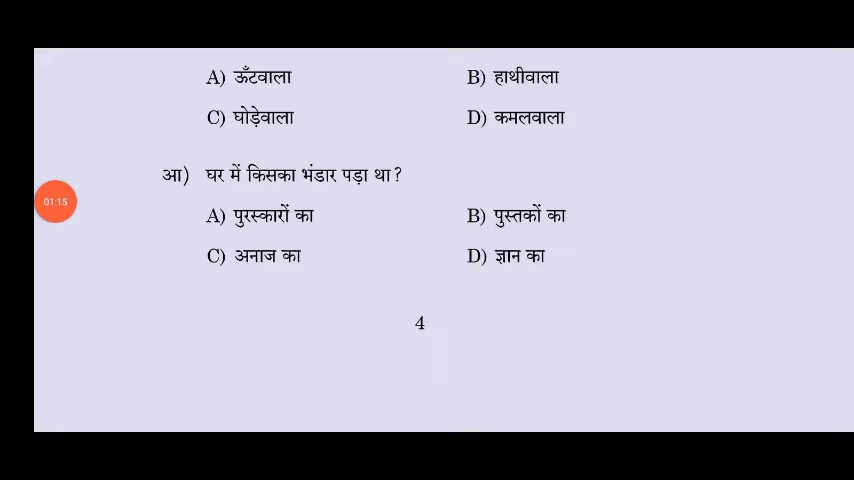 A) ऊँटवाला B) हाथीवाला
C) घोड़ेवाला D) कमलवाला
आ) घर में किसका भंडार पड़ा था?
01:15
A) पुरस्कारों का B) पुस्तकों का
C) अनाज का D) ज्ञान का
4